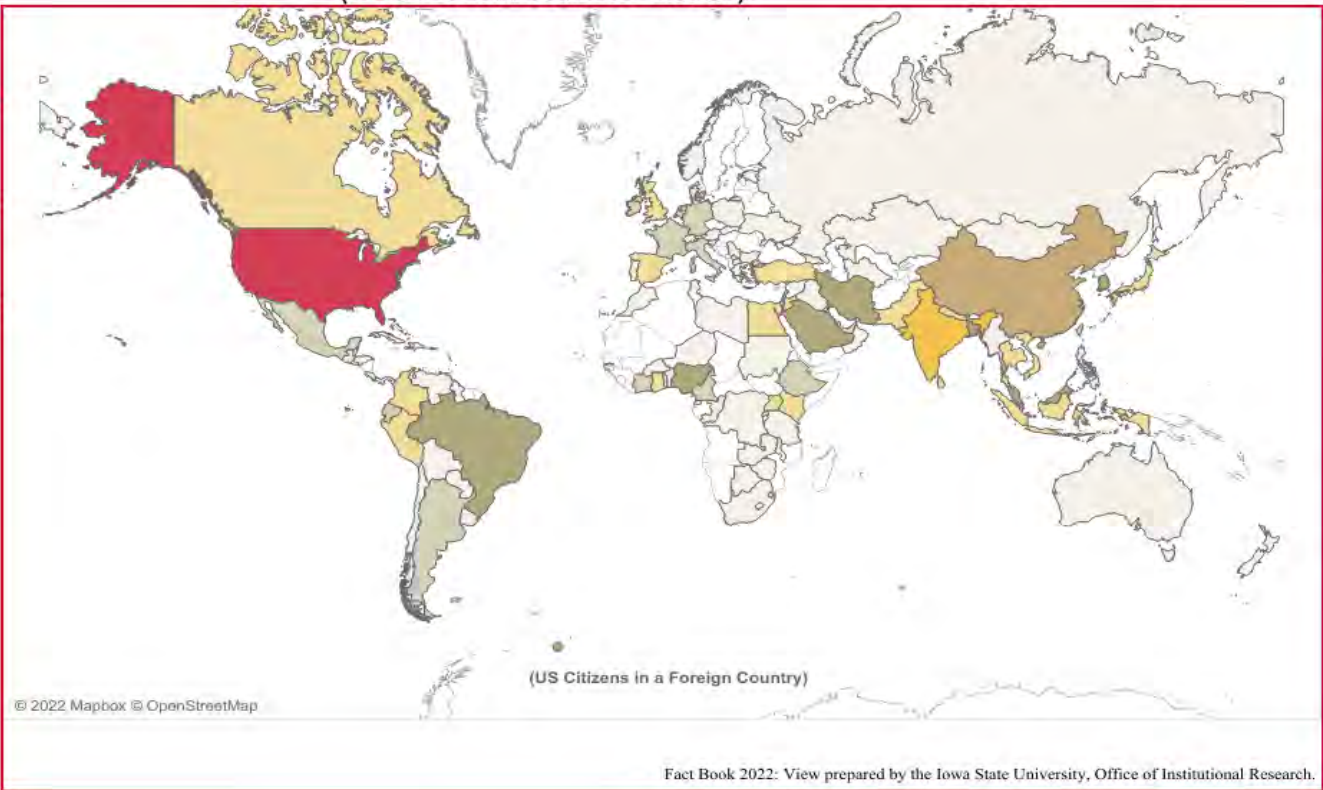 (US Citizens in a Foreign Country)
© 2022 Mapbox © OpenStreetMap
Fact Book 2022: View prepared by the Iowa State University, Office of Institutional Research.